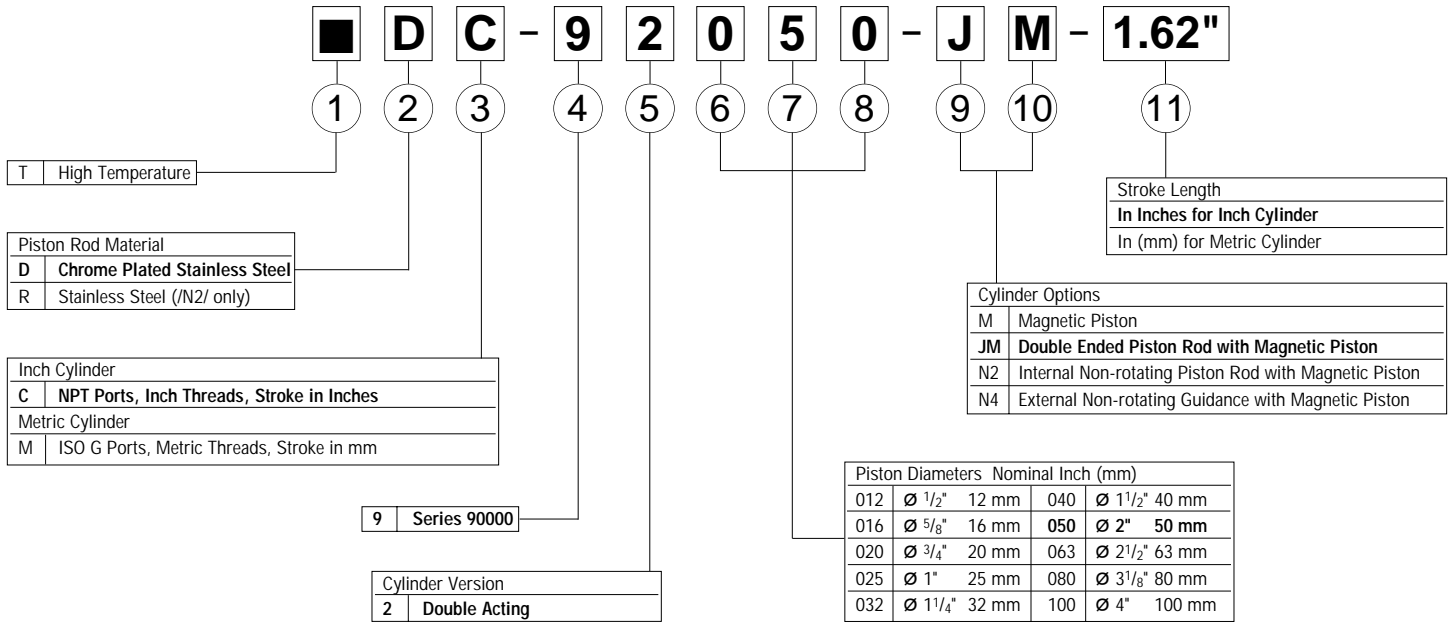 ■ D C - 9 2 0 5 0 - J M - 1.62"
1 2 3 4 5 6 7 8 9 10 11
T High Temperature
Piston Rod Material
D Chrome Plated Stainless Steel
R Stainless Steel (/N2/ only)
Inch Cylinder
C NPT Ports, Inch Threads, Stroke in Inches
Metric Cylinder
M ISO G Ports, Metric Threads, Stroke in mm
9 Series 90000
Cylinder Version
2 Double Acting
Piston Diameters Nominal Inch (mm)
012 Ø 1/2" 12 mm 040 Ø 1 1/2" 40 mm
016 Ø 5/8" 16 mm 050 Ø 2" 50 mm
020 Ø 3/4" 20 mm 063 Ø 2 1/2" 63 mm
025 Ø 1" 25 mm 080 Ø 3 1/8" 80 mm
032 Ø 1 1/4" 32 mm 100 Ø 4" 100 mm
Cylinder Options
M Magnetic Piston
JM Double Ended Piston Rod with Magnetic Piston
N2 Internal Non-rotating Piston Rod with Magnetic Piston
N4 External Non-rotating Guidance with Magnetic Piston
Stroke Length
In Inches for Inch Cylinder
In (mm) for Metric Cylinder